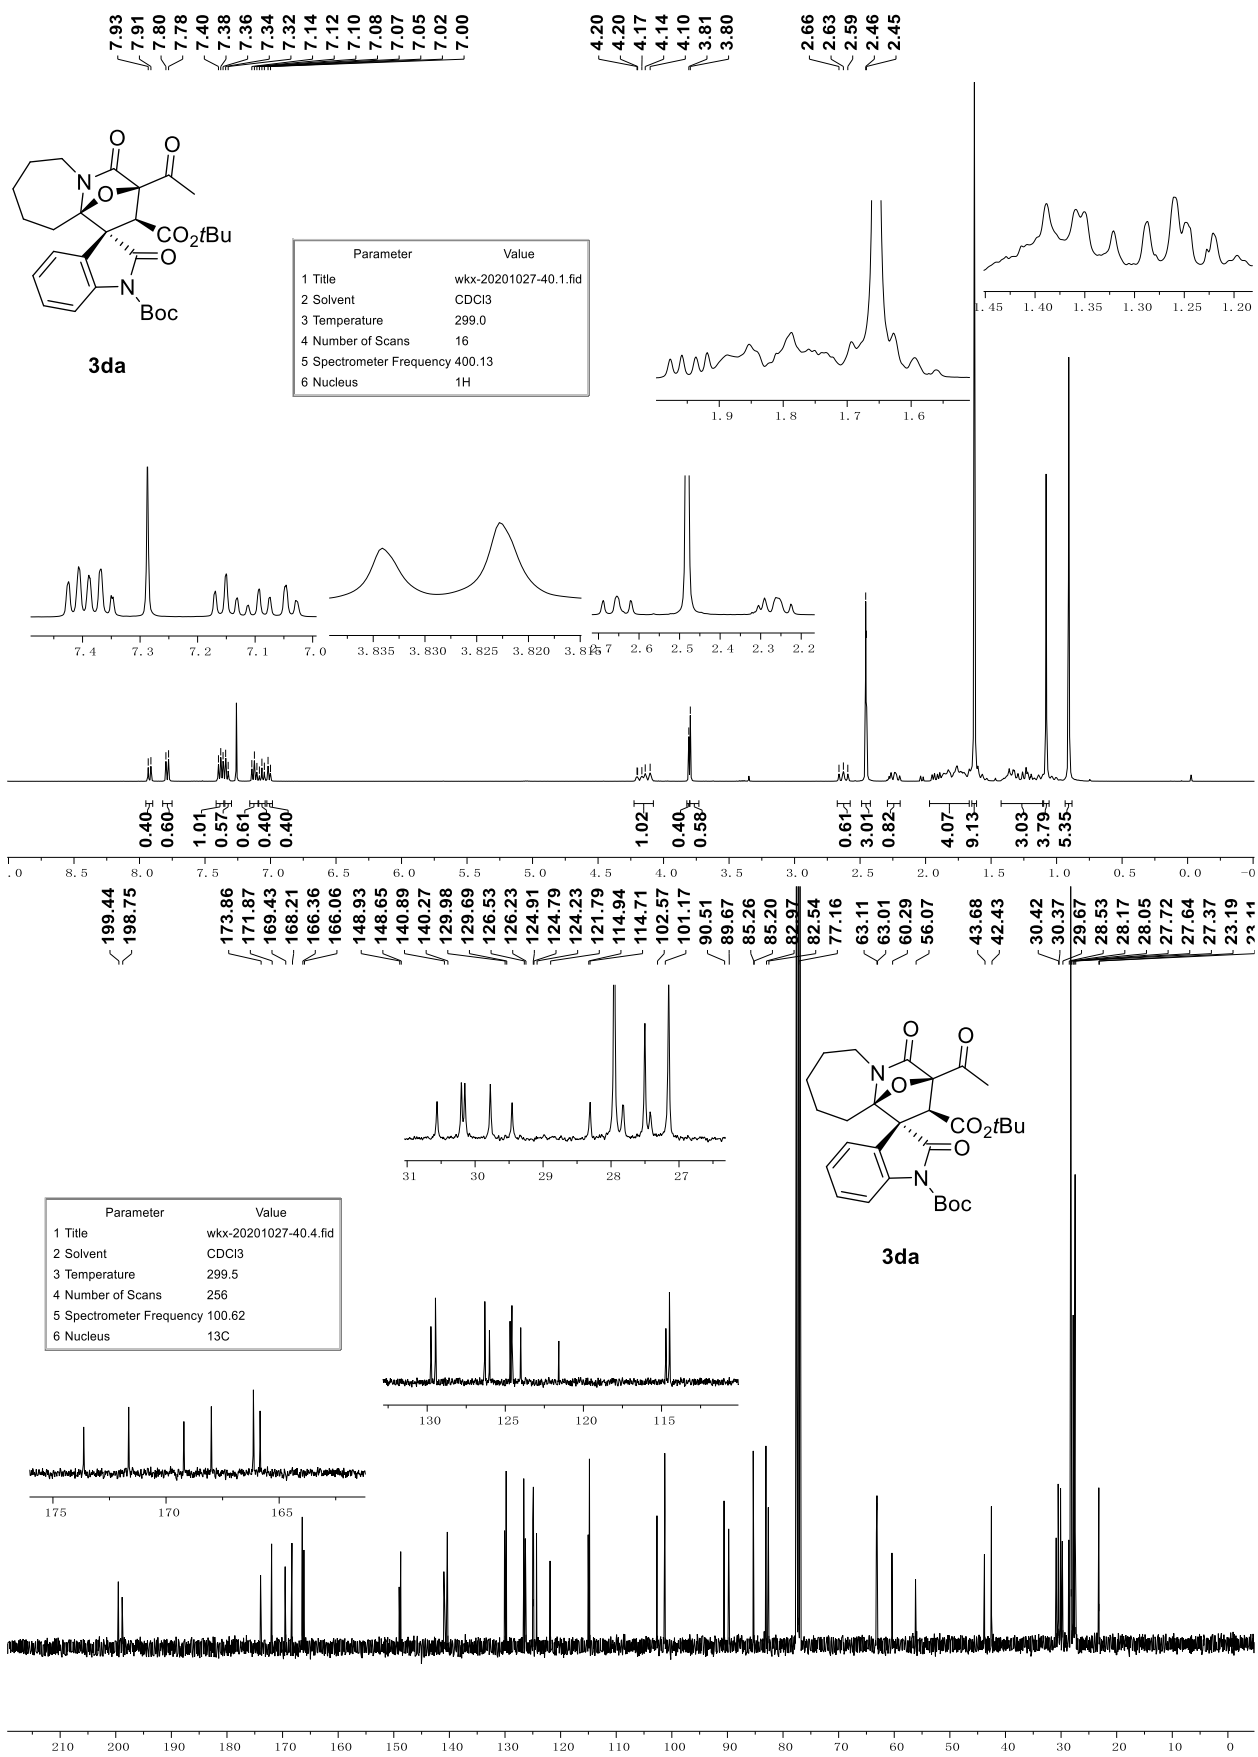 7.93 7.91 7.80 7.78 7.40 7.38 7.36 7.34 7.32 7.14 7.12 7.10 7.08 7.07 7.05 7.02 7.00
4.20 4.20 4.17 4.14 4.10 3.81 3.80
2.66 2.63 2.59 2.46 2.45
O
O
N
O
CO2tBu
O
N
Boc
3da
Parameter Value
1 Title wkx-20201027-40.1.fid
2 Solvent CDCl3
3 Temperature 299.0
4 Number of Scans 16
5 Spectrometer Frequency 400.13
6 Nucleus 1H
1.45 1.40 1.35 1.30 1.25 1.20
1.9 1.8 1.7 1.6
7.4 7.3 7.2 7.1 7.0
3.835 3.830 3.825 3.820 3.815
2.7 2.6 2.5 2.4 2.3 2.2
0.40 0.60 1.01 0.57 0.61 0.40 0.40 1.02 0.40 0.58 0.61 3.01 0.82 4.07 9.13 3.03 3.79 5.35
.0 8.5 8.0 7.5 7.0 6.5 6.0 5.5 5.0 4.5 4.0 3.5 3.0 2.5 2.0 1.5 1.0 0.5 0.0 -0
199.44 198.75 173.86 171.87 169.43 168.21 166.36 166.06 148.93 148.65 140.89 140.27 129.98 129.69 126.53 126.23 124.91 124.79 124.23 121.79 114.94 114.71 102.57 101.17 90.51 89.67 85.26 85.20 82.97 82.54 77.16 63.11 63.01 60.29 56.07 43.68 42.43 30.42 30.37 29.67 28.53 28.17 28.05 27.72 27.64 27.37 23.19 23.11
31 30 29 28 27
O
O
N
O
CO2tBu
O
N
Boc
3da
Parameter Value
1 Title wkx-20201027-40.4.fid
2 Solvent CDCl3
3 Temperature 299.5
4 Number of Scans 256
5 Spectrometer Frequency 100.62
6 Nucleus 13C
130 125 120 115
175 170 165
210 200 190 180 170 160 150 140 130 120 110 100 90 80 70 60 50 40 30 20 10 0